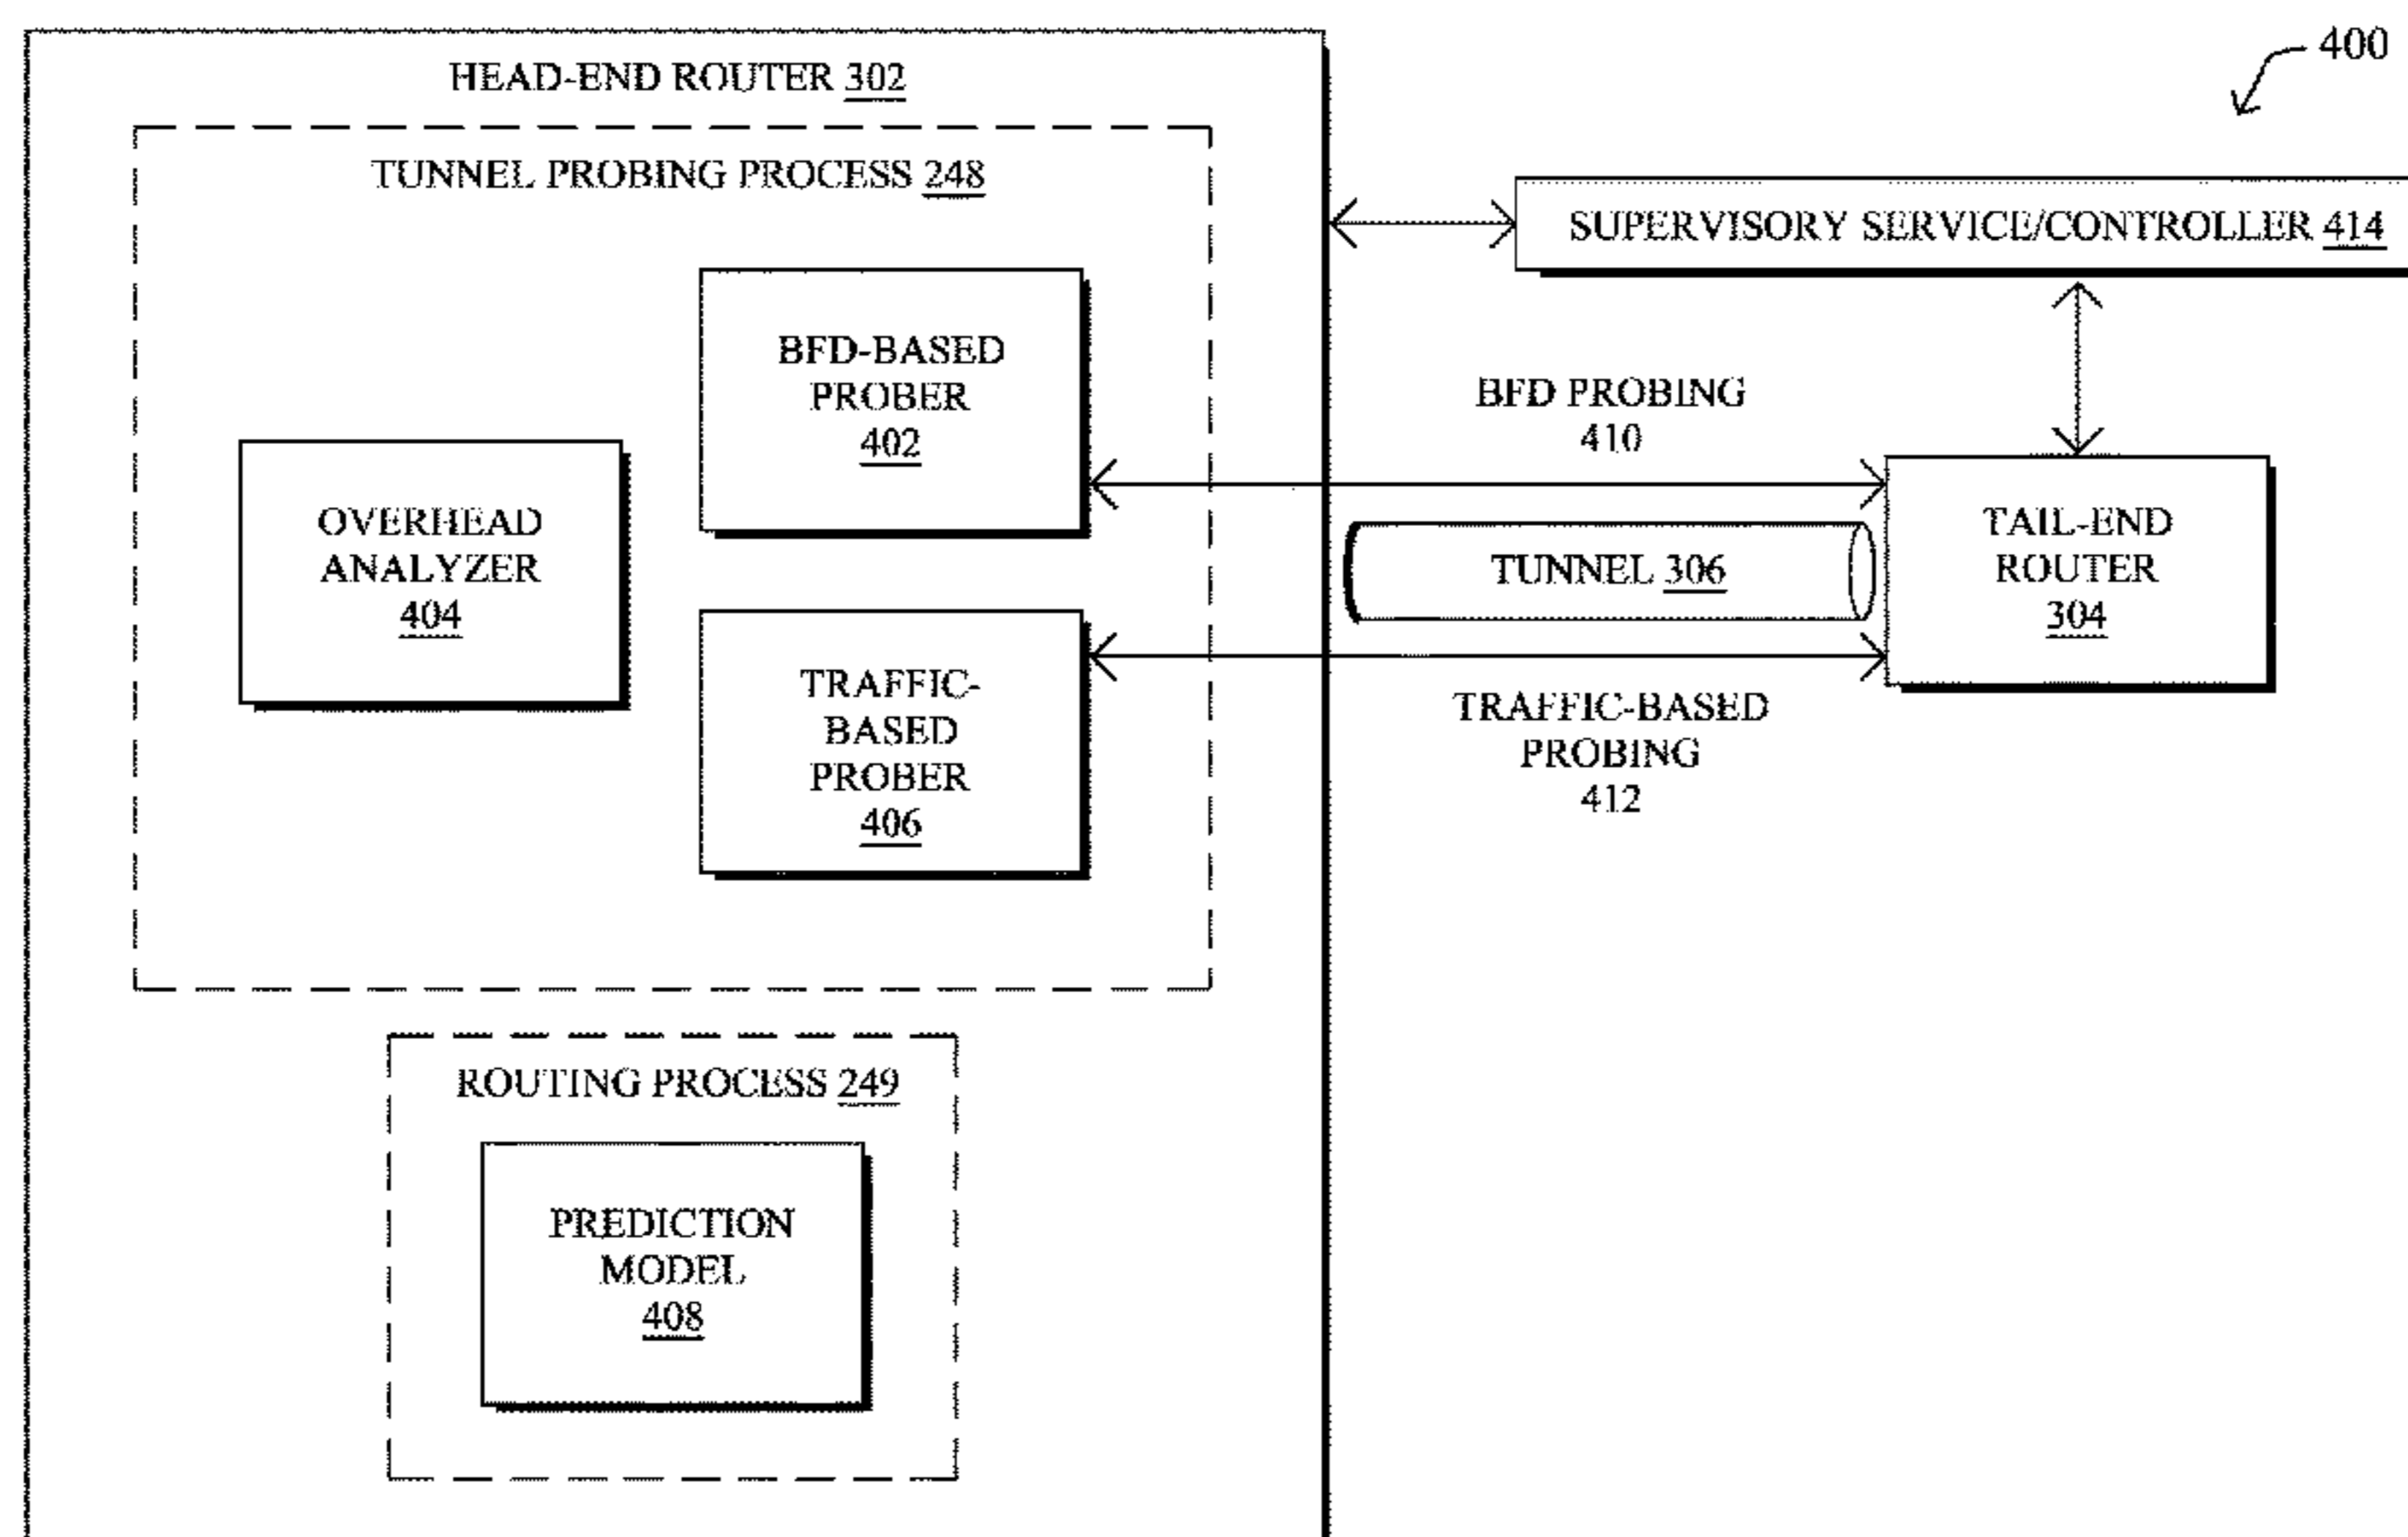 400
HEAD-END ROUTER 302
TUNNEL PROBING PROCESS 248
SUPERVISORY SERVICE/CONTROLLER 414
BFD-BASED
PROBER
402
BFD PROBING
410
OVERHEAD
ANALYZER
404
TUNNEL 306
TAIL-END
ROUTER
304
TRAFFIC-
BASED
PROBER
406
TRAFFIC-BASED
PROBING
412
ROUTING PROCESS 249
PREDICTION
MODEL
408